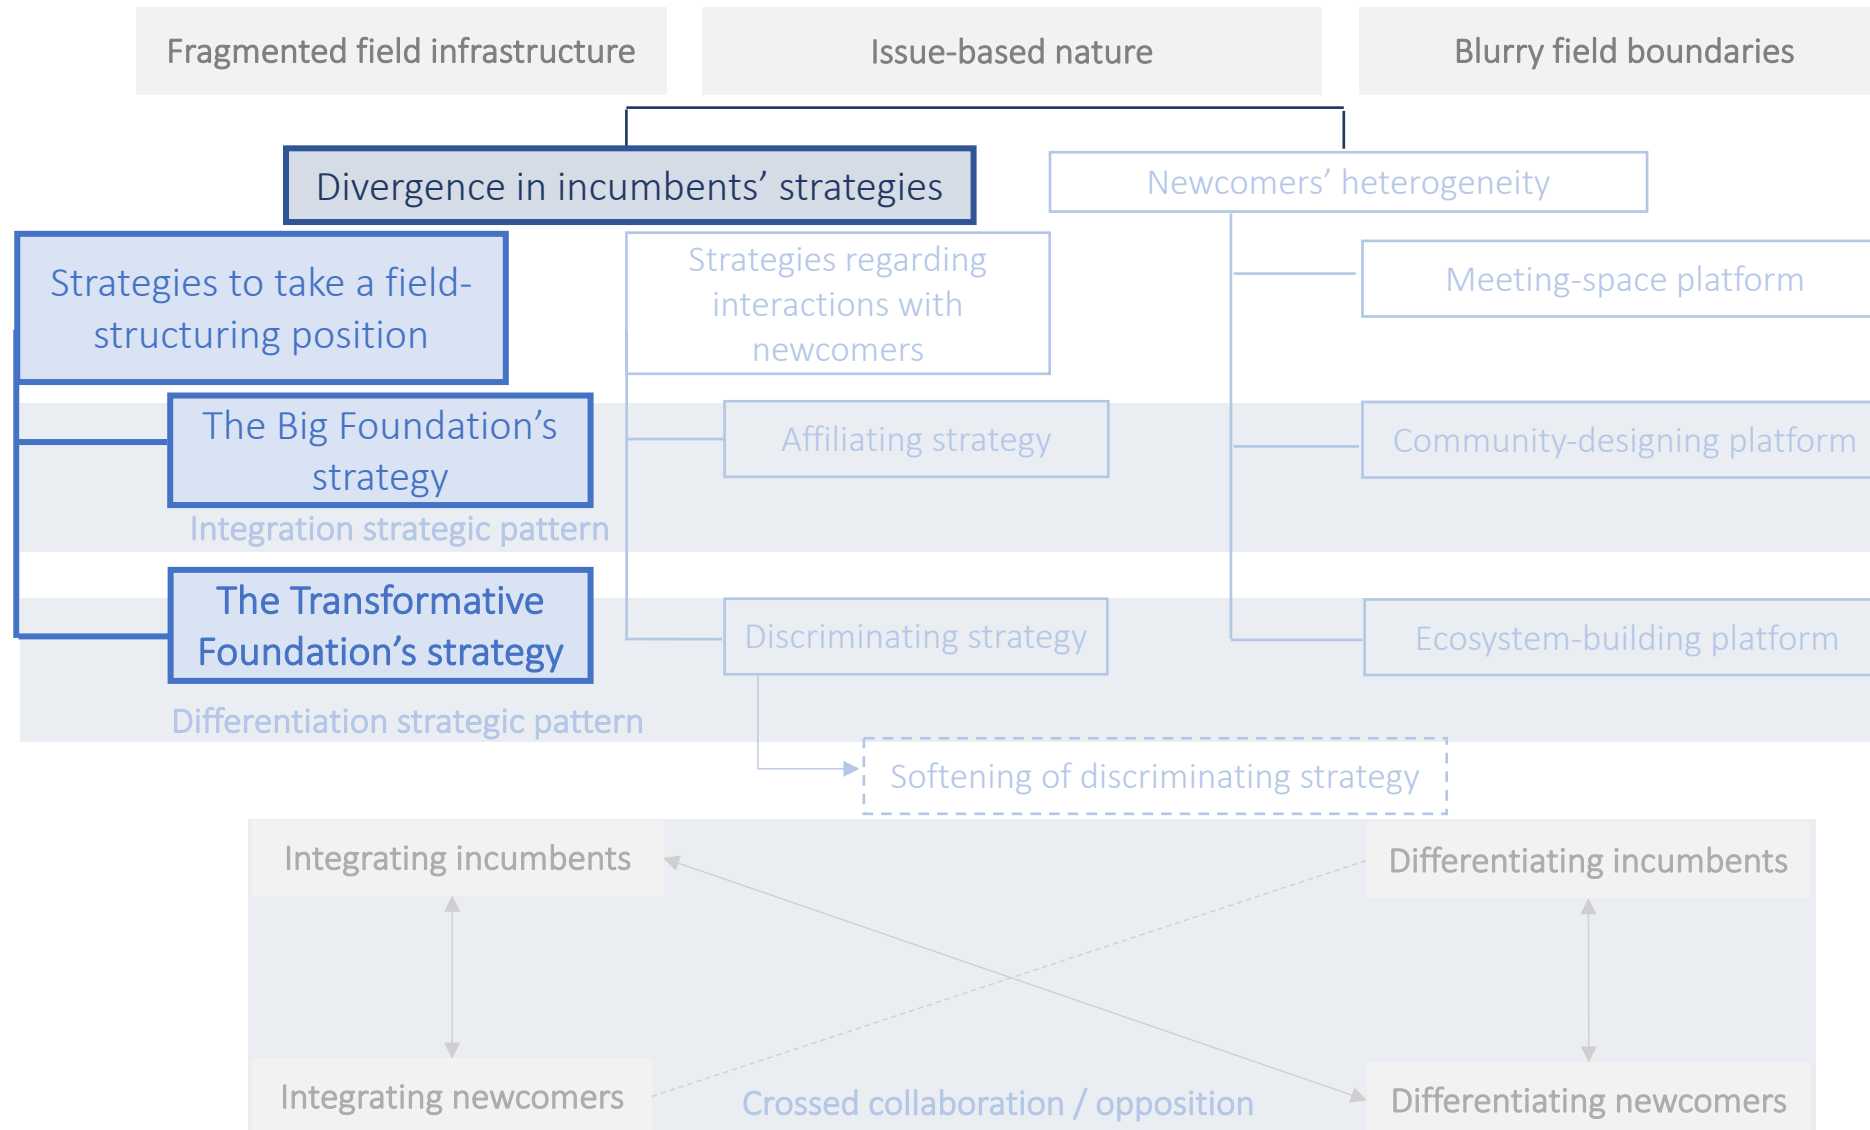 Fragmented field infrastructure
Issue-based nature
Blurry field boundaries
Divergence in incumbents’ strategies
Newcomers’ heterogeneity
Strategies to take a field-
structuring position
Strategies regarding
interactions with
newcomers
Meeting-space platform
The Big Foundation’s
strategy
Affiliating strategy
Community-designing platform
Integration strategic pattern
The Transformative
Foundation’s strategy
Discriminating strategy
Ecosystem-building platform
Differentiation strategic pattern
Softening of discriminating strategy
Integrating incumbents
Differentiating incumbents
Integrating newcomers
Crossed collaboration / opposition
Differentiating newcomers